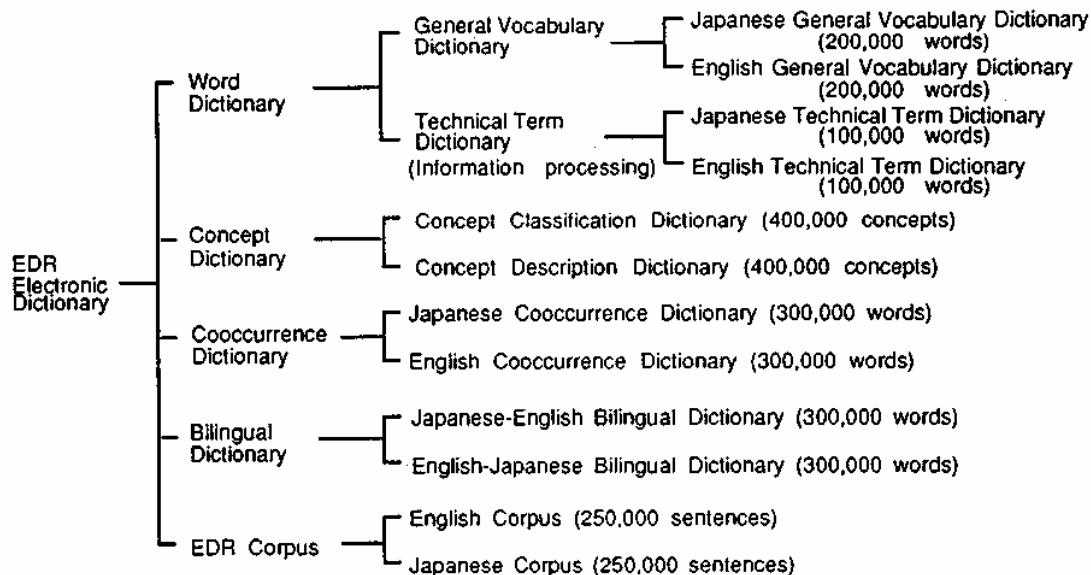 General Vocabulary
Dictionary
Japanese General Vocabulary Dictionary
(200,000 words)
English General Vocabulary Dictionary
(200,000 words)
Word
Dictionary
Technical Term
Dictionary
(Information processing)
Japanese Technical Term Dictionary
(100,000 words)
English Technical Term Dictionary
(100,000 words)
Concept
Dictionary
Concept Classification Dictionary (400,000 concepts)
Concept Description Dictionary (400,000 concepts)
EDR
Electronic
Dictionary
Cooccurrence
Dictionary
Japanese Cooccurrence Dictionary (300,000 words)
English Cooccurrence Dictionary (300,000 words)
Bilingual
Dictionary
Japanese-English Bilingual Dictionary (300,000 words)
English-Japanese Bilingual Dictionary (300,000 words)
EDR Corpus
English Corpus (250,000 sentences)
Japanese Corpus (250,000 sentences)